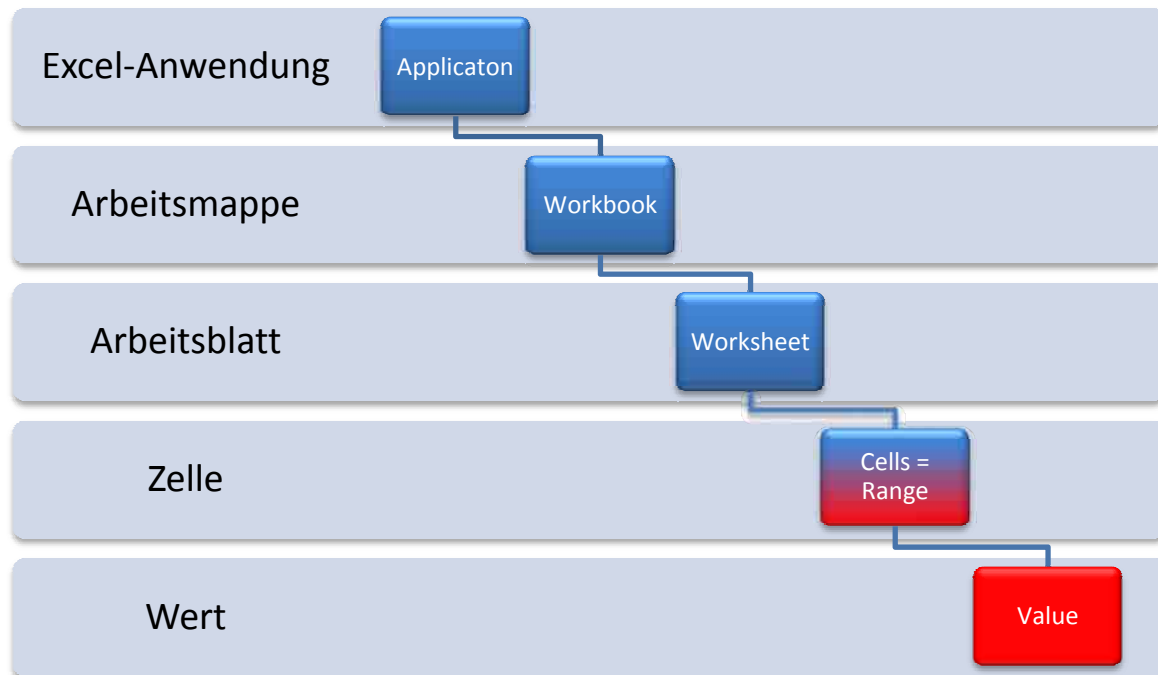 Excel-Anwendung
Applicaton
Arbeitsmappe
Workbook
Arbeitsblatt
Worksheet
Zelle
Cells =
Range
Wert
Value